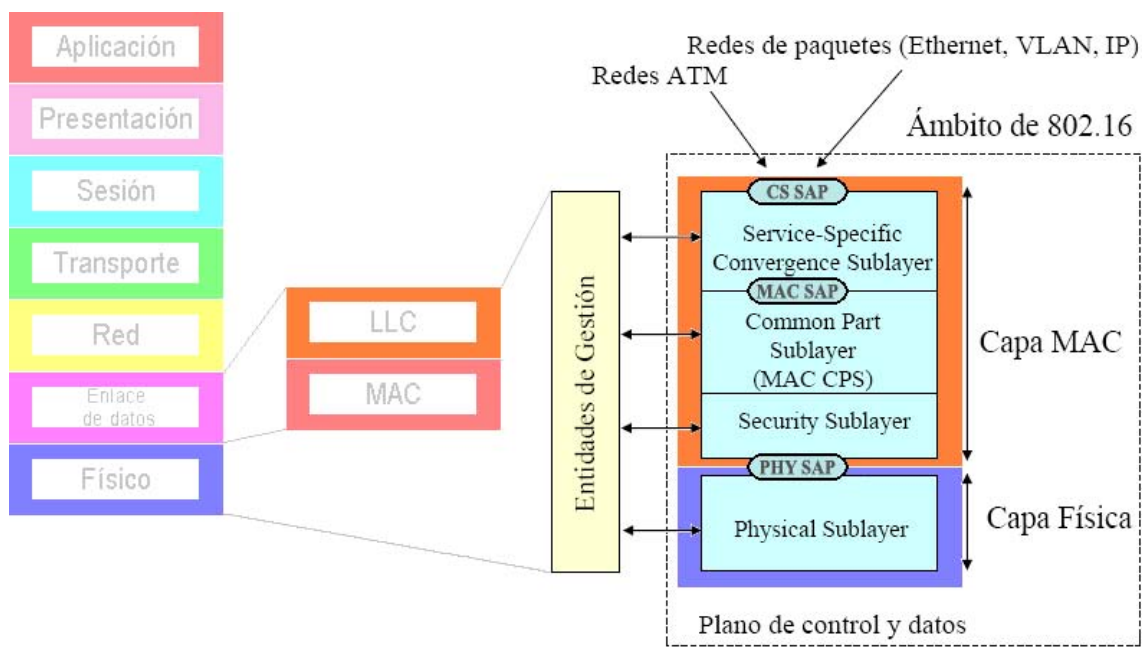 Aplicación
Presentación
Sesión
Transporte
Red
Enlace
de datos
Físico
LLC
MAC
Entidades de Gestión
Redes de paquetes (Ethernet, VLAN, IP)
Redes ATM
Ámbito de 802.16
CS SAP
Service-Specific
Convergence Sublayer
MAC SAP
Common Part
Sublayer
(MAC CPS)
Security Sublayer
PHY SAP
Physical Sublayer
Capa MAC
Capa Física
Plano de control y datos